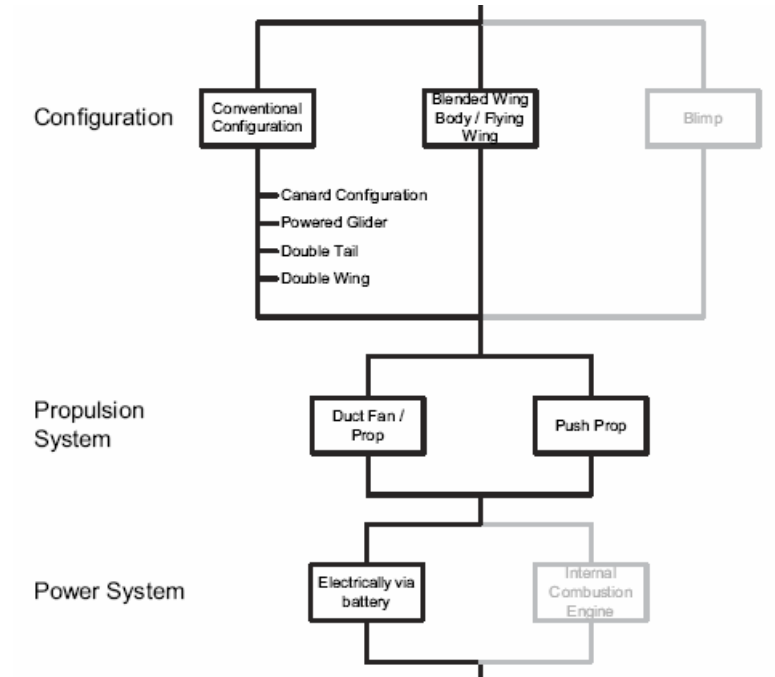 Configuration
Conventional
Configuration
Blended Wing
Body / Flying
Wing
Blimp
Canard Configuration
Powered Glider
Double Tail
Double Wing
Propulsion
System
Duct Fan /
Prop
Push Prop
Power System
Electrically via
battery
Internal
Combustion
Engine